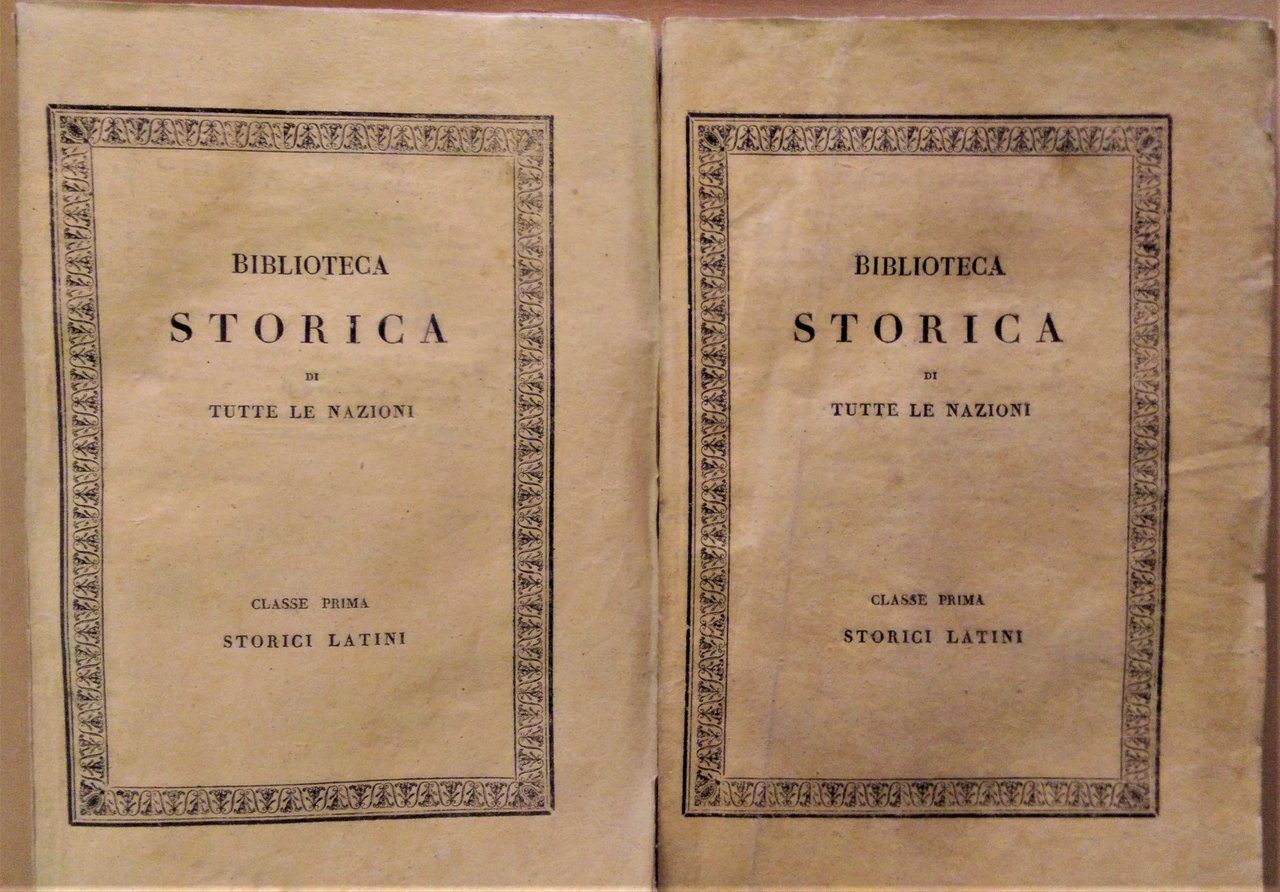 BIBLIOTECA
STORICA
DI
TUTTE LE NAZIONI
CLASSE PRIMA
STORICI LATINI
BIBLIOTECA
STORICA
DI
TUTTE LE NAZIONI
CLASSE PRIMA
STORICI LATINI